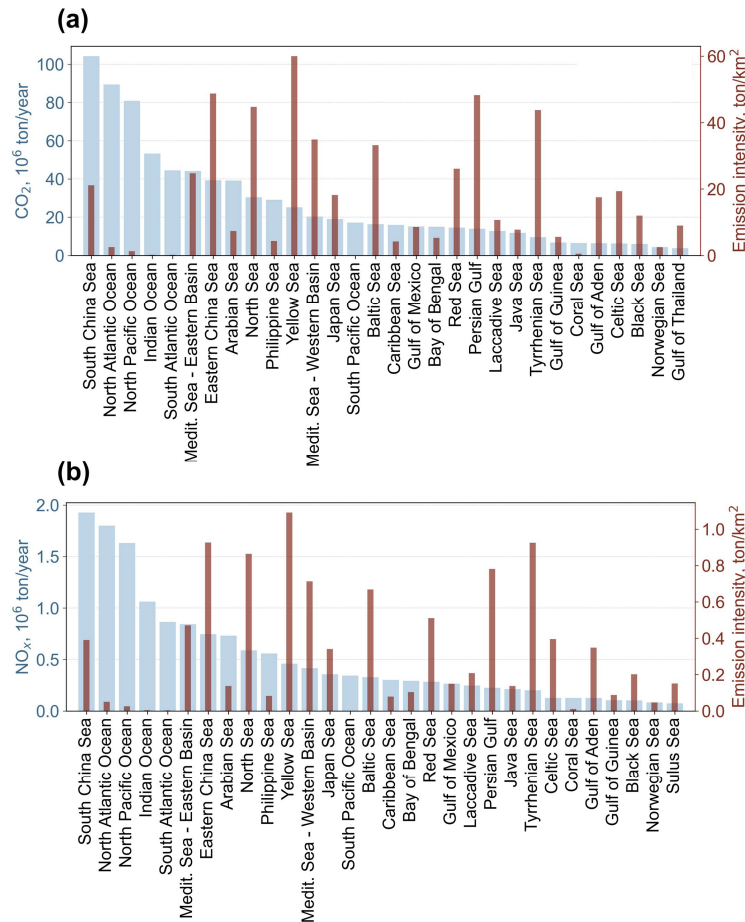 (a)
CO2, 10⁶ ton/year
100
80
60
40
20
0
60
40
20
0
Emission intensity, ton/km²
South China Sea
North Atlantic Ocean
North Pacific Ocean
Indian Ocean
South Atlantic Ocean
Medit. Sea - Eastern Basin
Eastern China Sea
Arabian Sea
North Sea
Philippine Sea
Yellow Sea
Medit. Sea - Western Basin
Japan Sea
South Pacific Ocean
Baltic Sea
Caribbean Sea
Gulf of Mexico
Bay of Bengal
Red Sea
Persian Gulf
Laccadive Sea
Java Sea
Tyrrhenian Sea
Gulf of Guinea
Coral Sea
Gulf of Aden
Celtic Sea
Black Sea
Norwegian Sea
Gulf of Thailand
(b)
NOx, 10⁶ ton/year
2.0
1.5
1.0
0.5
0.0
1.0
0.8
0.6
0.4
0.2
0.0
Emission intensity, ton/km²
South China Sea
North Atlantic Ocean
North Pacific Ocean
Indian Ocean
South Atlantic Ocean
Medit. Sea - Eastern Basin
Eastern China Sea
Arabian Sea
North Sea
Philippine Sea
Yellow Sea
Medit. Sea - Western Basin
Japan Sea
South Pacific Ocean
Baltic Sea
Caribbean Sea
Bay of Bengal
Red Sea
Gulf of Mexico
Laccadive Sea
Persian Gulf
Java Sea
Tyrrhenian Sea
Celtic Sea
Coral Sea
Gulf of Aden
Gulf of Guinea
Black Sea
Norwegian Sea
Sulus Sea